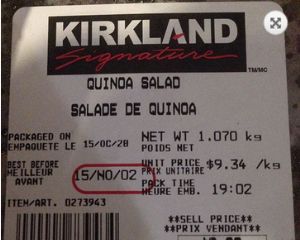 KIRKLAND
Signature
TM/MC
QUINOA SALAD
SALADE DE QUINOA
PACKAGED ON
EMPAQUETE LE 15/OC/28
NET WT 1.070 kg
POIDS NET
BEST BEFORE
MEILLEUR
AVANT
15/NO/02
UNIT PRICE $9.34 /kg
PRIX UNITAIRE
PACK TIME
HEURE EMB. 19:02
ITEM/ART. 0273943
**SELL PRICE**
**PRIX VENDANT**